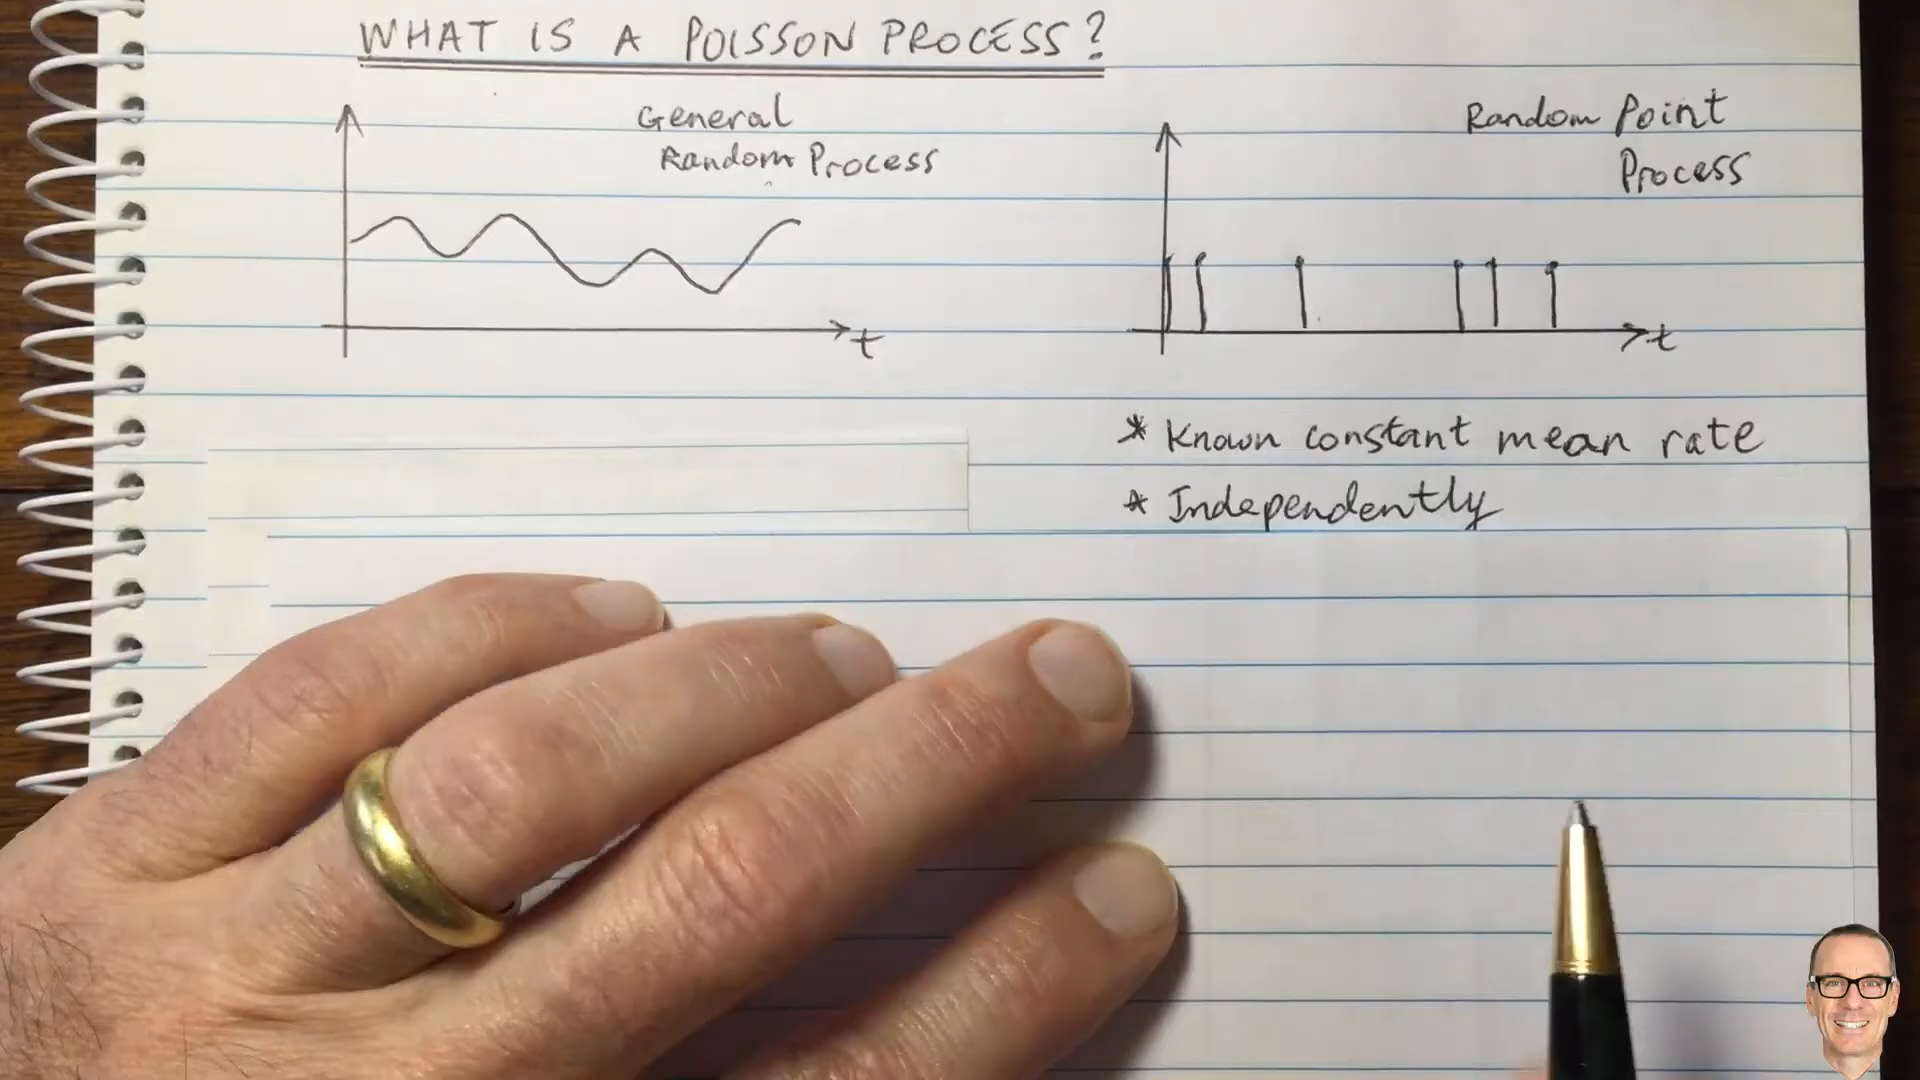 WHAT IS A POISSON PROCESS?
General
Random Process
t
Random Point
Process
t
* Known constant mean rate
* Independently